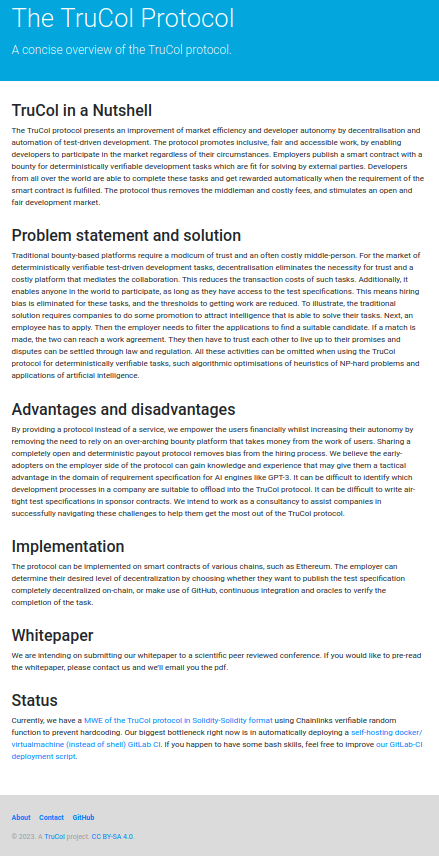 The TruCol Protocol
A concise overview of the TruCol protocol.
TruCol in a Nutshell
The TruCol protocol presents an improvement of market efficiency and developer autonomy by decentralisation and
automation of test-driven development. The protocol promotes inclusive, fair and accessible work, by enabling
developers to participate in the market regardless of their circumstances. Employers publish a smart contract with a
bounty for deterministically verifiable development tasks which are fit for solving by external parties. Developers
from all over the world are able to complete these tasks and get rewarded automatically when the requirement of the
smart contract is fulfilled. The protocol thus removes the middleman and costly fees, and stimulates an open and
fair development market.
Problem statement and solution
Traditional bounty-based platforms require a modicum of trust and an often costly middle-person. For the market of
deterministically verifiable test-driven development tasks, decentralisation eliminates the necessity for trust and a
costly platform that mediates the collaboration. This reduces the transaction costs of such tasks. Additionally, it
enables anyone in the world to participate, as long as they have access to the test specifications. This means hiring
bias is eliminated for these tasks, and the thresholds to getting work are reduced. To illustrate, the traditional
solution requires companies to do some promotion to attract intelligence that is able to solve their tasks. Next, an
employee has to apply. Then the employer needs to filter the applications to find a suitable candidate. If a match is
made, the two can reach a work agreement. They then have to trust each other to live up to their promises and
disputes can be settled through law and regulation. All these activities can be omitted when using the TruCol
protocol for deterministically verifiable tasks, such algorithmic optimisations of heuristics of NP-hard problems and
applications of artificial intelligence.
Advantages and disadvantages
By providing a protocol instead of a service, we empower the users financially whilst increasing their autonomy by
removing the need to rely on an over-arching bounty platform that takes money from the work of users. Sharing a
completely open and deterministic payout protocol removes bias from the hiring process. We believe the early-
adopters on the employer side of the protocol can gain knowledge and experience that may give them a tactical
advantage in the domain of requirement specification for AI engines like GPT-3. It can be difficult to identify which
development processes in a company are suitable to offload into the TruCol protocol. It can be difficult to write air-
tight test specifications in sponsor contracts. We intend to work as a consultancy to assist companies in
successfully navigating these challenges to help them get the most out of the TruCol protocol.
Implementation
The protocol can be implemented on smart contracts of various chains, such as Ethereum. The employer can
determine their desired level of decentralization by choosing whether they want to publish the test specification
completely decentralized on-chain, or make use of GitHub, continuous integration and oracles to verify the
completion of the task.
Whitepaper
We are intending on submitting our whitepaper to a scientific peer reviewed conference. If you would like to pre-read
the whitepaper, please contact us and we'll email you the pdf.
Status
Currently, we have a MWE of the TruCol protocol in Solidity-Solidity format using Chainlinks verifiable random
function to prevent hardcoding. Our biggest bottleneck right now is in automatically deploying a self-hosting docker/
virtualmachine (instead of shell) GitLab CI. If you happen to have some bash skills, feel free to improve our GitLab-CI
deployment script.
About Contact GitHub
© 2023. A TruCol project. CC BY-SA 4.0